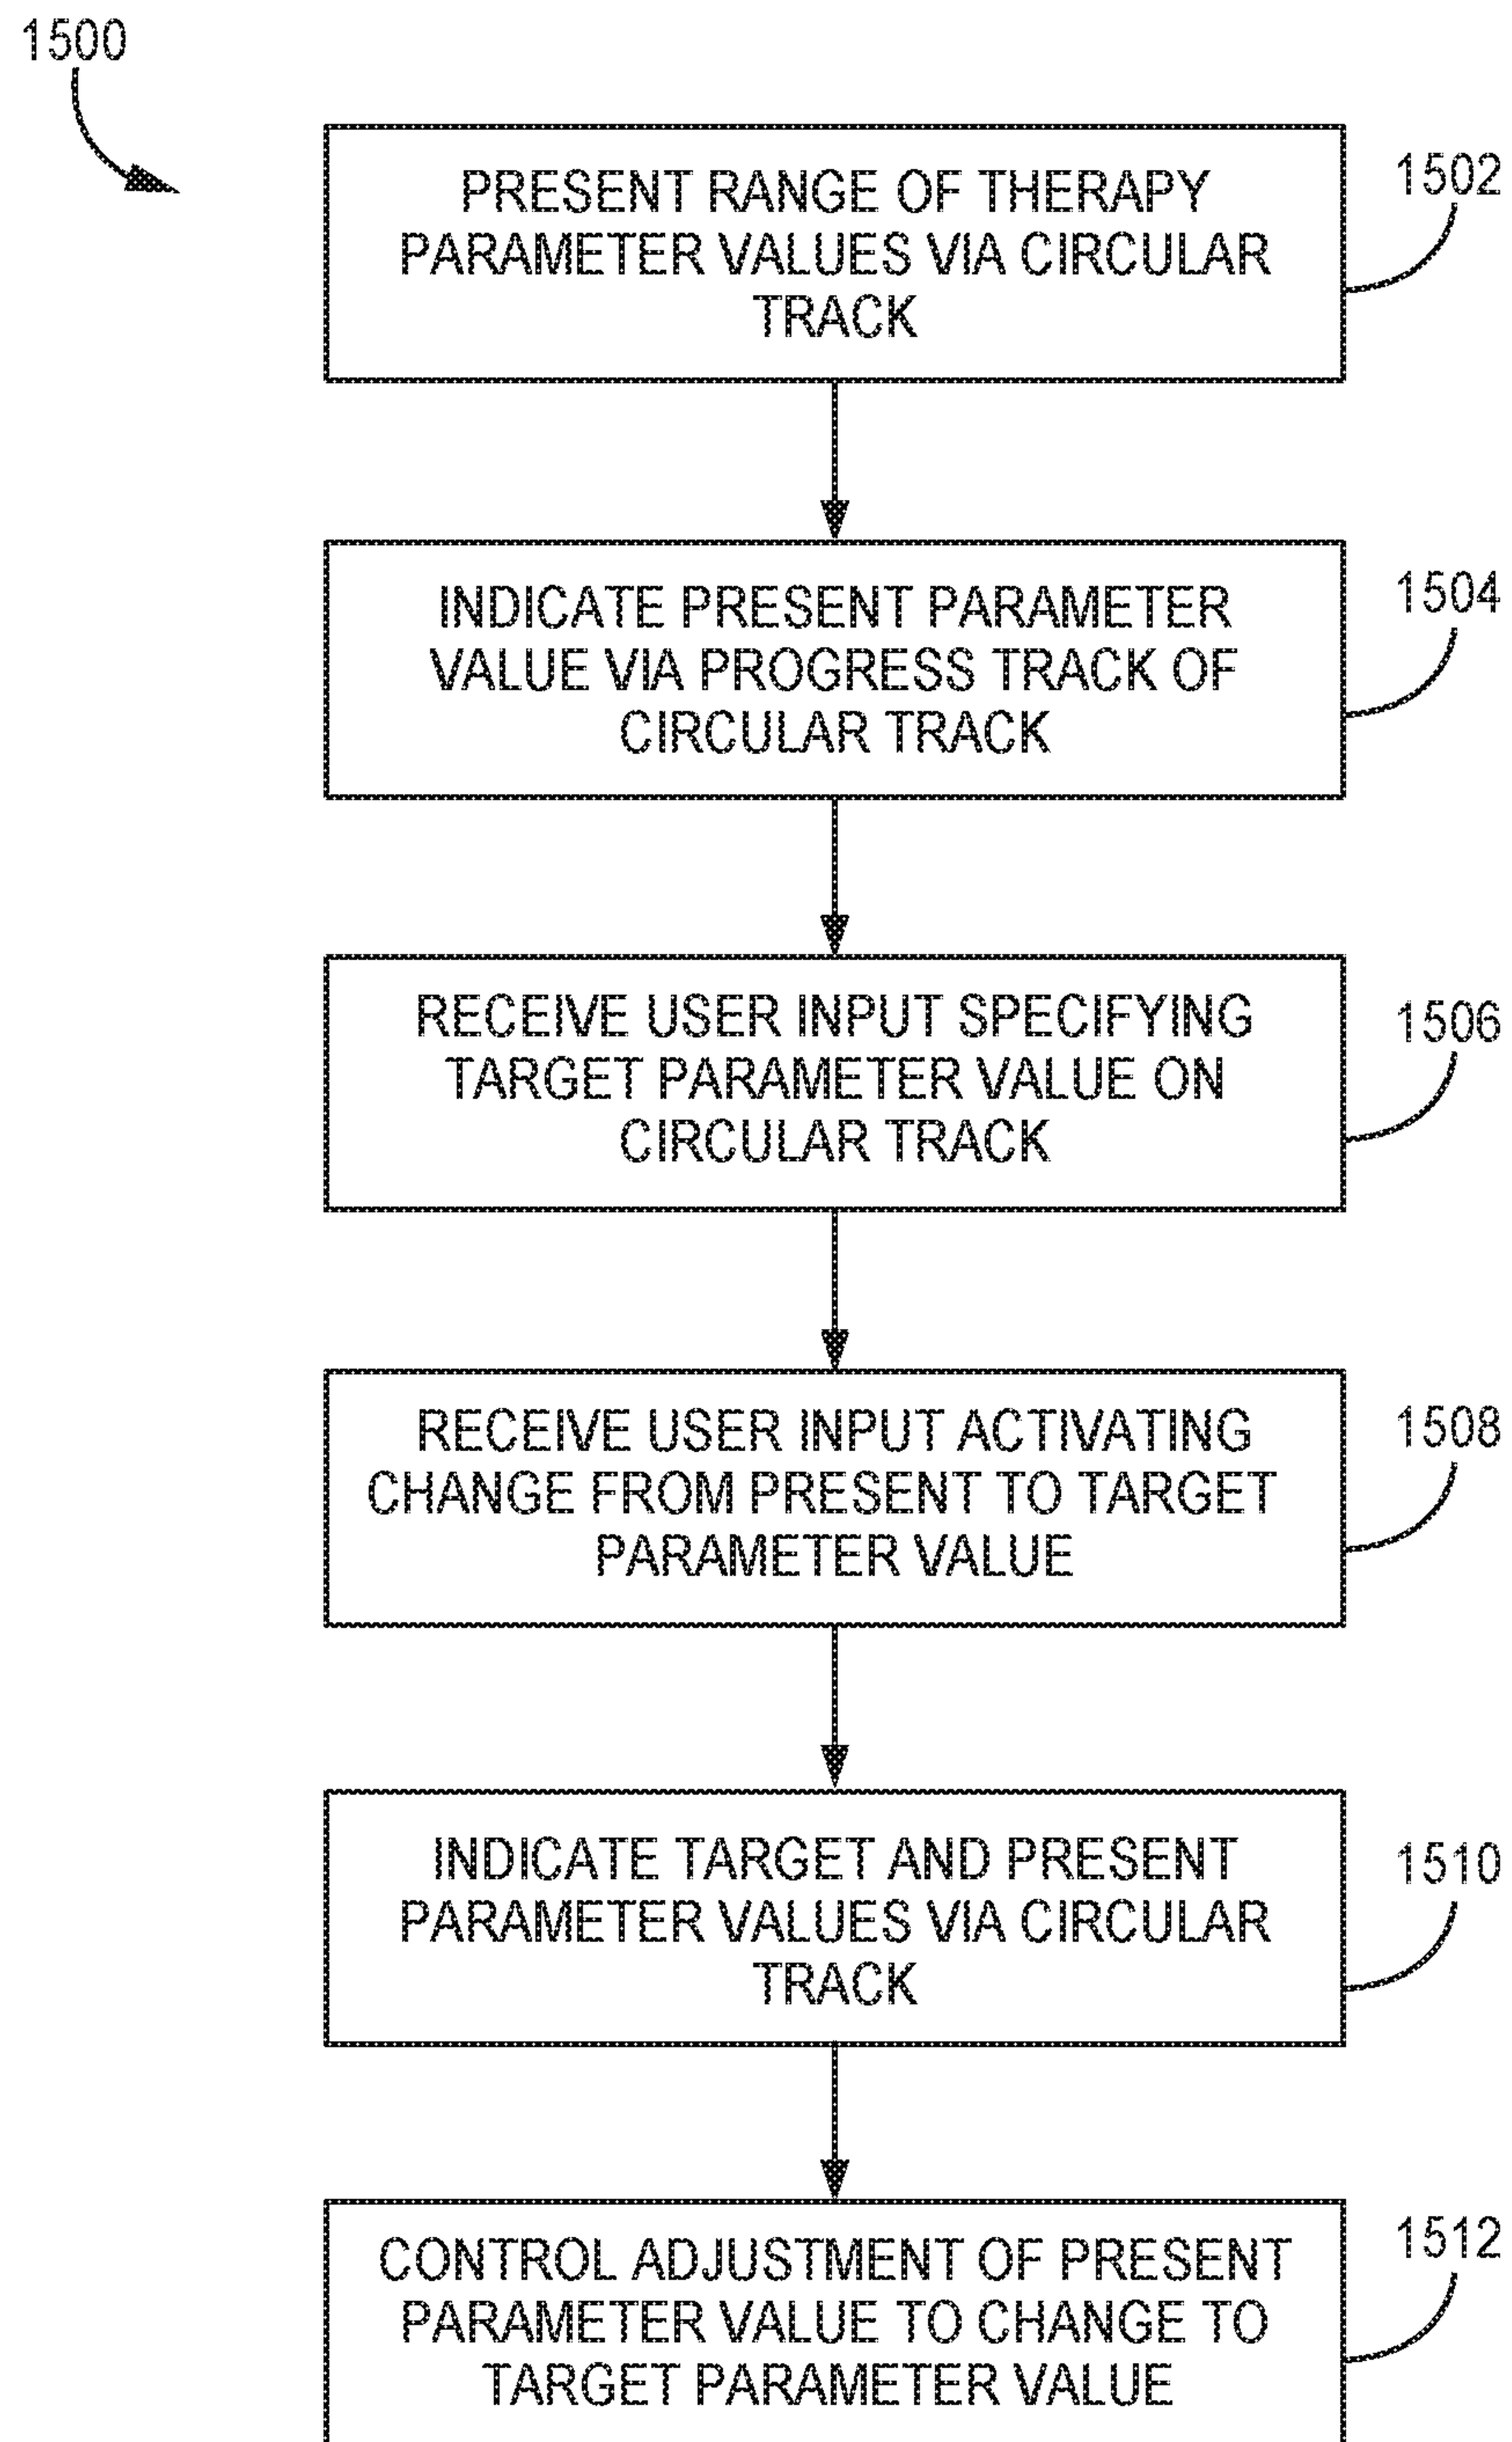 1500
PRESENT RANGE OF THERAPY
PARAMETER VALUES VIA CIRCULAR
TRACK
1502
INDICATE PRESENT PARAMETER
VALUE VIA PROGRESS TRACK OF
CIRCULAR TRACK
1504
RECEIVE USER INPUT SPECIFYING
TARGET PARAMETER VALUE ON
CIRCULAR TRACK
1506
RECEIVE USER INPUT ACTIVATING
CHANGE FROM PRESENT TO TARGET
PARAMETER VALUE
1508
INDICATE TARGET AND PRESENT
PARAMETER VALUES VIA CIRCULAR
TRACK
1510
CONTROL ADJUSTMENT OF PRESENT
PARAMETER VALUE TO CHANGE TO
TARGET PARAMETER VALUE
1512